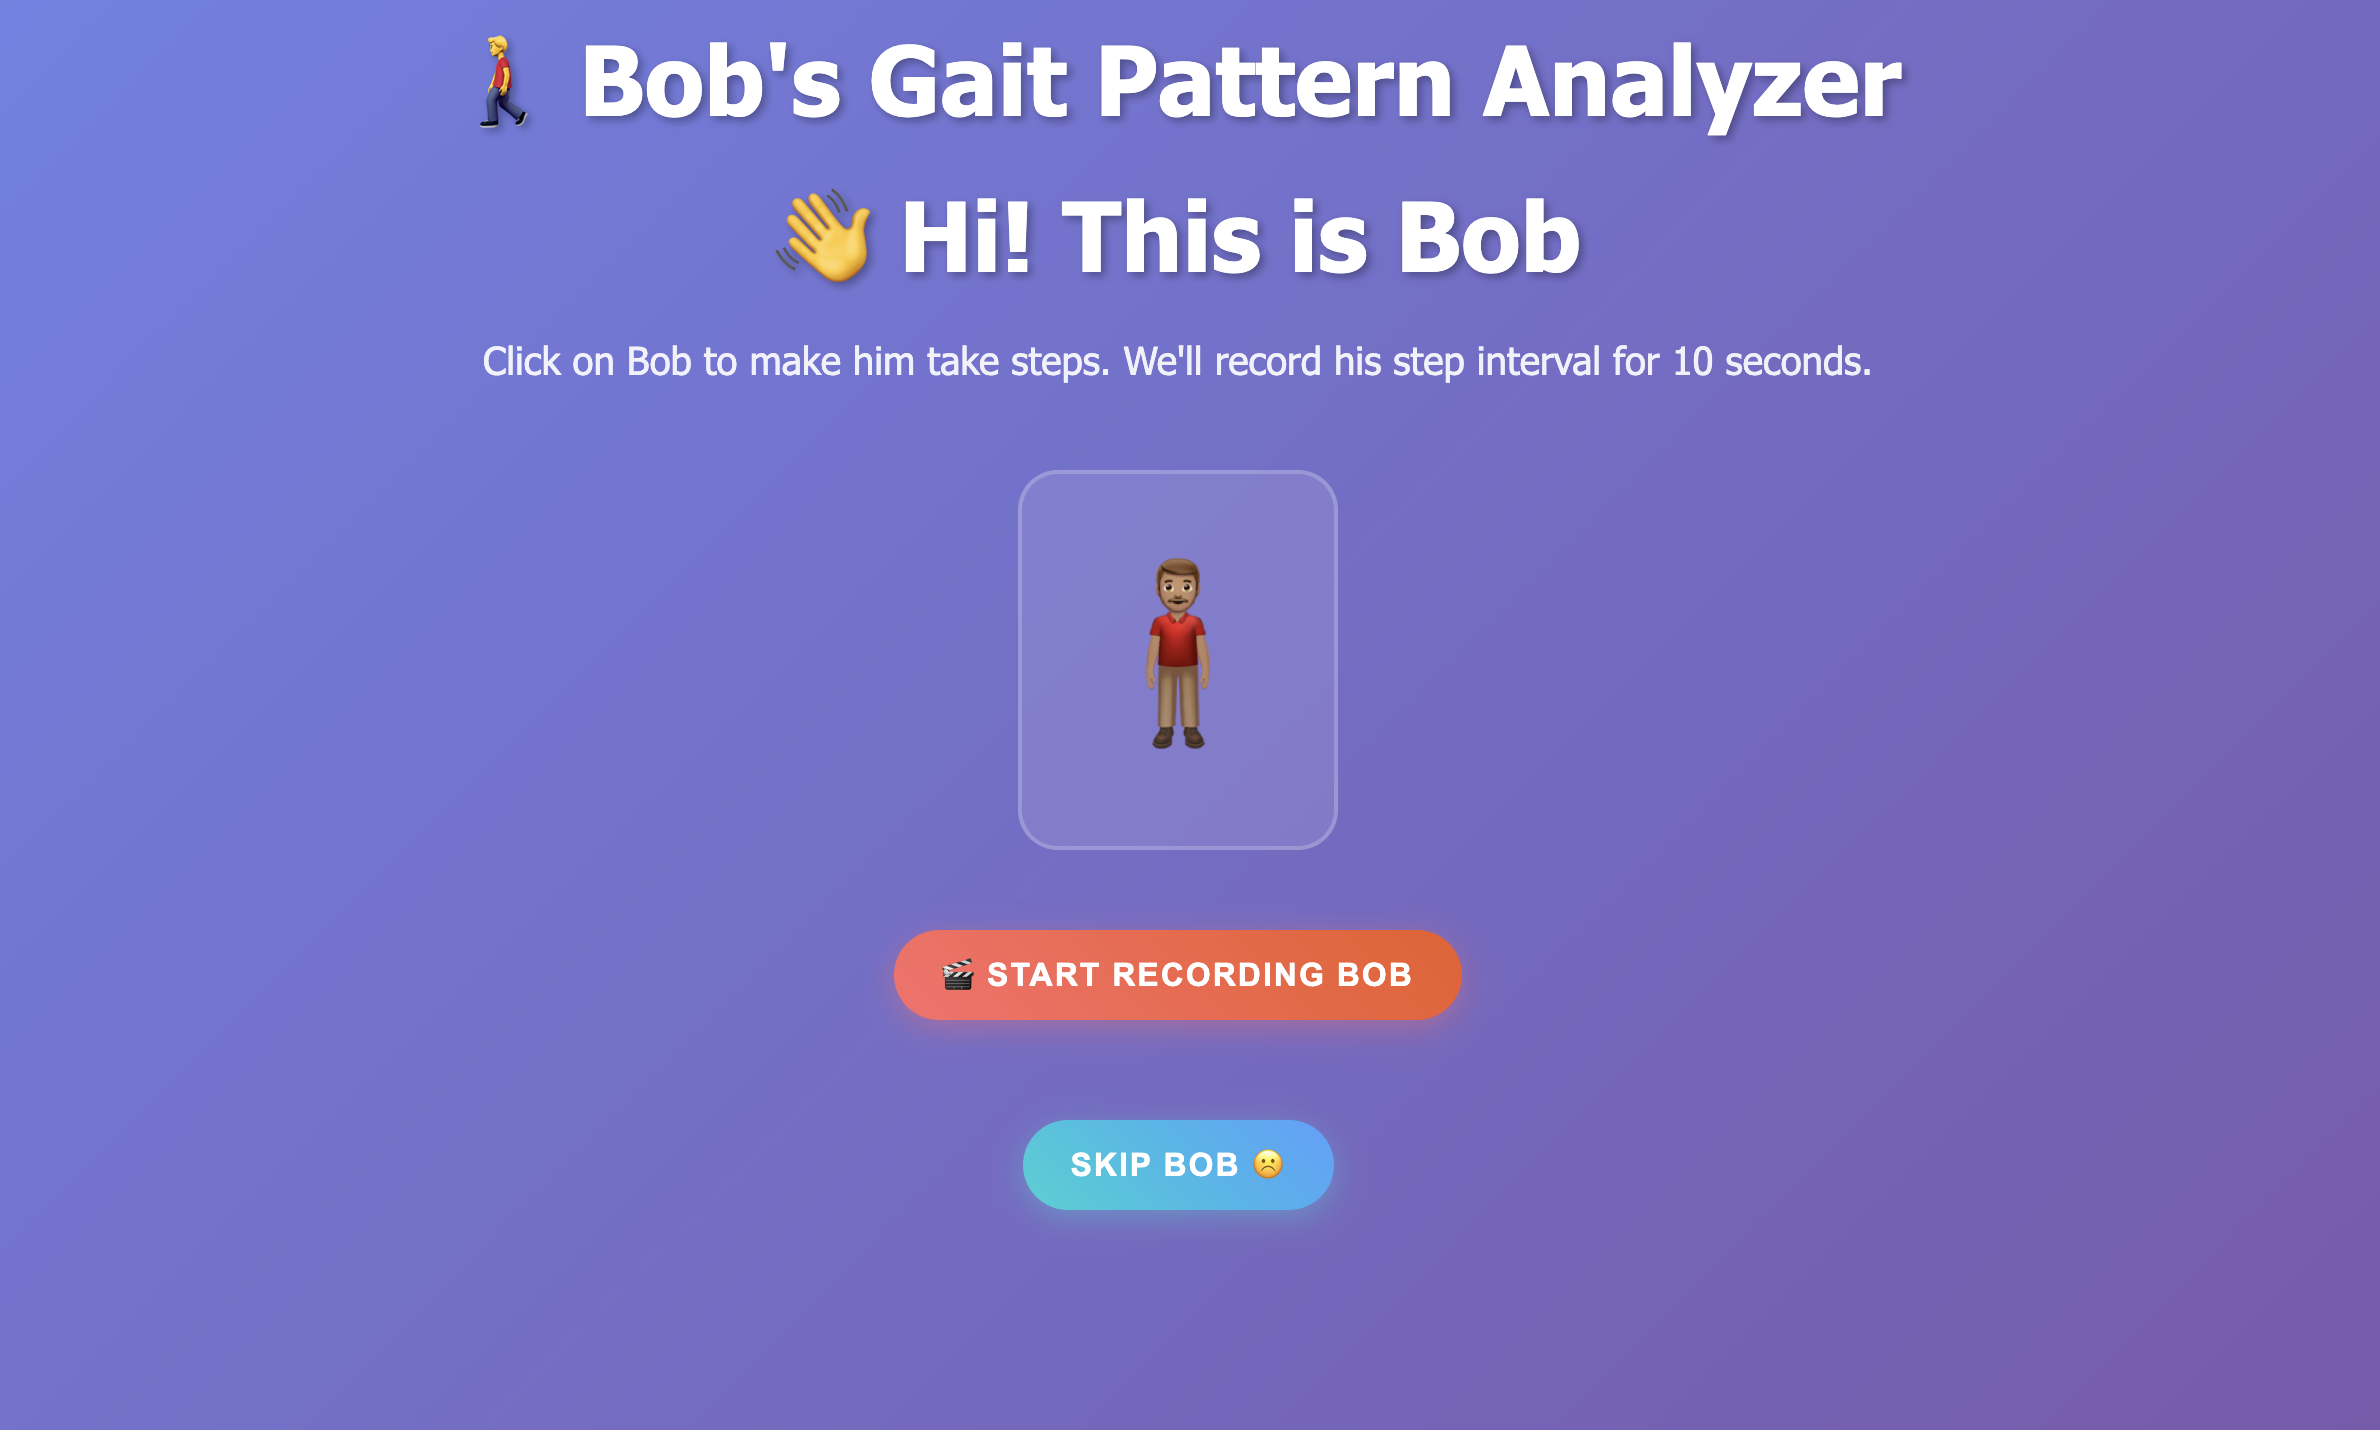 Bob's Gait Pattern Analyzer
Hi! This is Bob
Click on Bob to make him take steps. We'll record his step interval for 10 seconds.
START RECORDING BOB
SKIP BOB